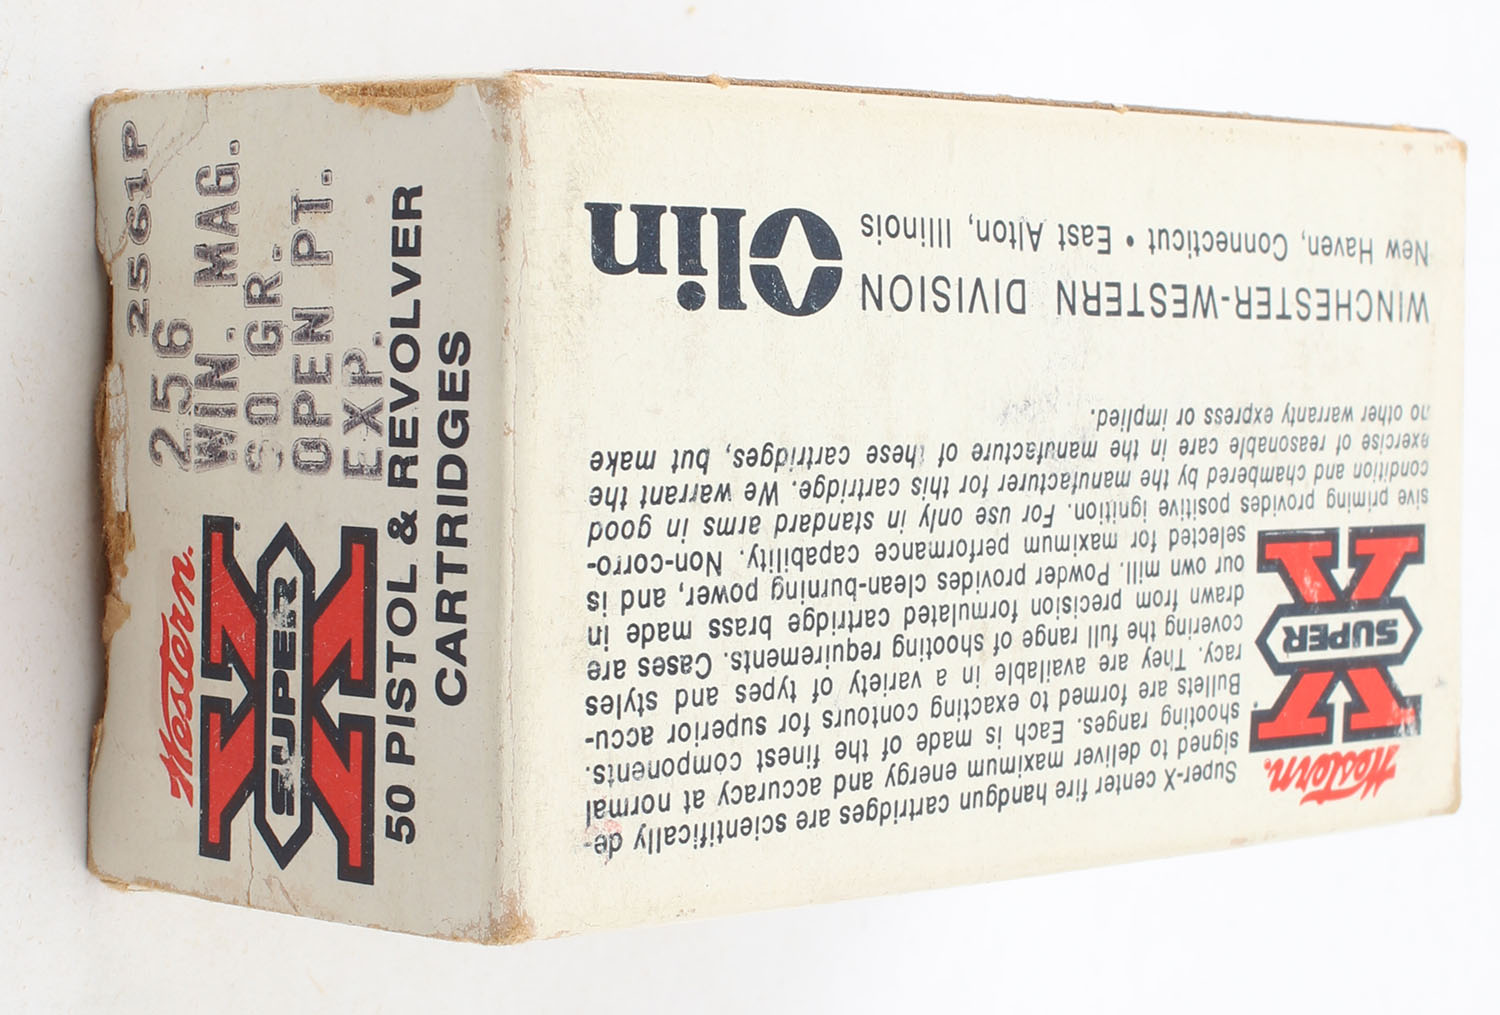 2561P
256
WIN. MAG.
60 GR.
OPEN PT.
EXP.
Western
SUPER
X
50 PISTOL & REVOLVER
CARTRIDGES
Western
SUPER
X
Super-X center fire handgun cartridges are scientifically de-
signed to deliver maximum energy and accuracy at normal
shooting ranges. Each is made of the finest components.
Bullets are formed to exacting contours for superior accu-
racy. They are available in a variety of types and styles
covering the full range of shooting requirements. Cases are
drawn from precision formulated cartridge brass made in
our own mill. Powder provides clean-burning power, and is
selected for maximum performance capability. Non-corro-
sive priming provides positive ignition. For use only in standard arms in good
condition and chambered by the manufacturer for this cartridge. We warrant the
exercise of reasonable care in the manufacture of these cartridges, but make
no other warranty express or implied.
WINCHESTER-WESTERN DIVISION
New Haven, Connecticut • East Alton, Illinois
Olin